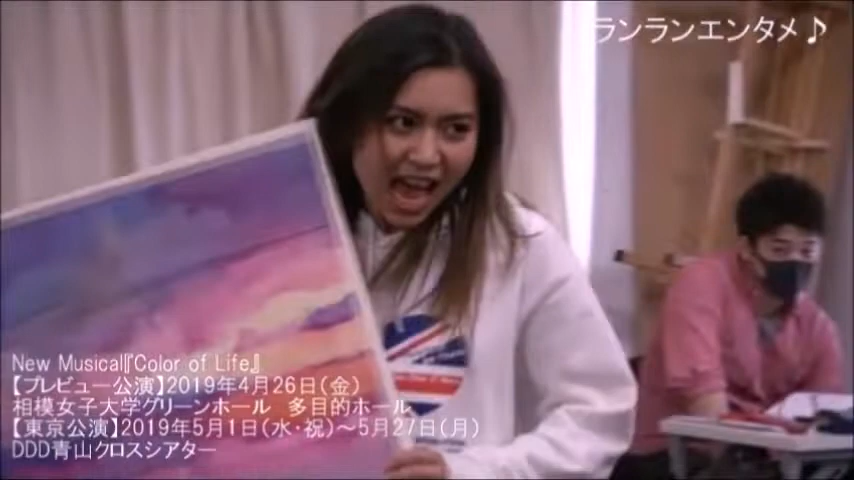 ランランエンタメ♪
New Musical『Color of Life』
【プレビュー公演】2019年4月26日(金)
相模女子大学グリーンホール 多目的ホール
【東京公演】2019年5月1日(水・祝)~5月27日(月)
DDD青山クロスシアター